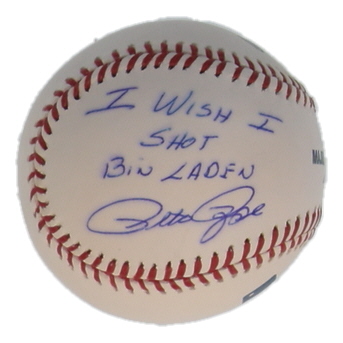 I WISH I
SHOT
BIN LADEN
Pete Rose